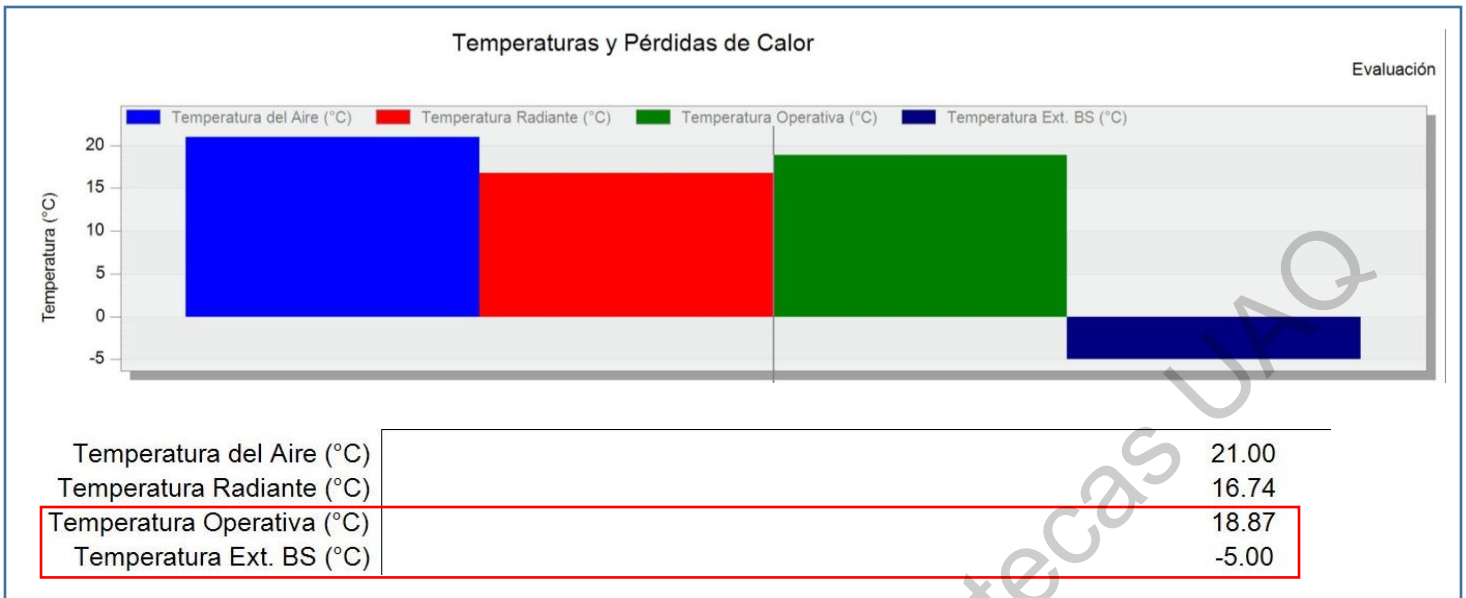 Temperaturas y Pérdidas de Calor
Evaluación
Temperatura del Aire (°C) Temperatura Radiante (°C) Temperatura Operativa (°C) Temperatura Ext. BS (°C)
Temperatura (°C)
20
15
10
5
0
-5
Temperatura del Aire (°C) 21.00
Temperatura Radiante (°C) 16.74
Temperatura Operativa (°C) 18.87
Temperatura Ext. BS (°C) -5.00
tecas UAQ